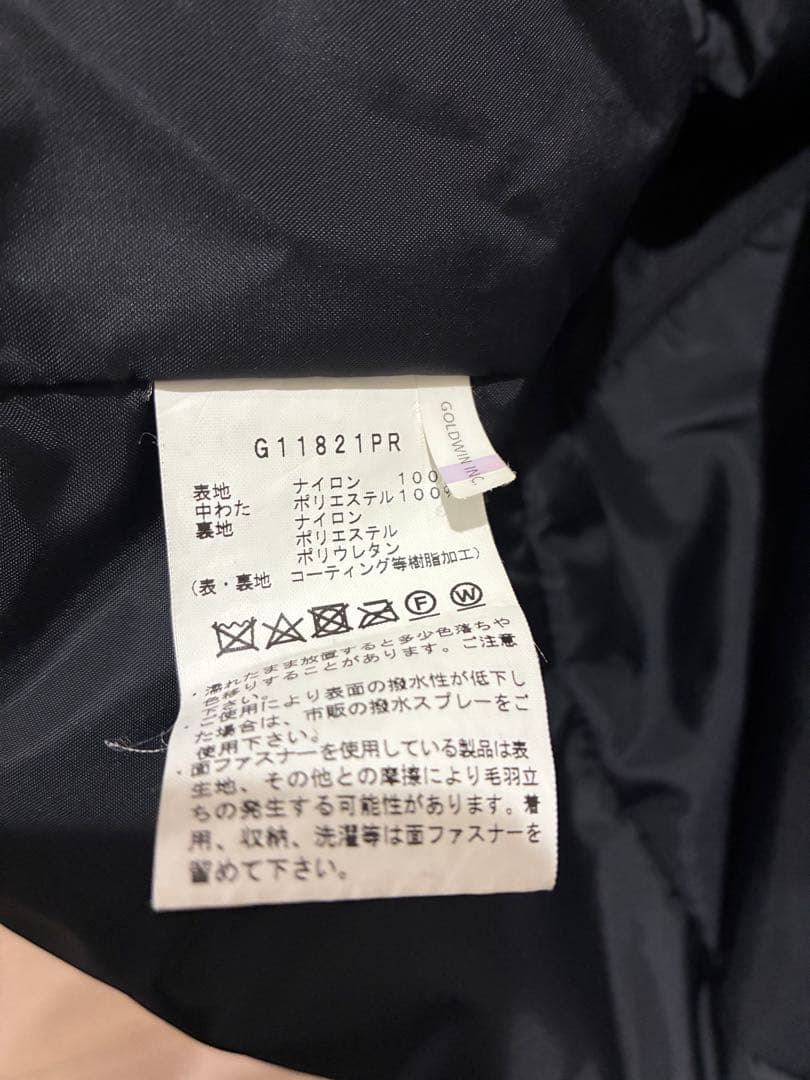 G11821PR
GOLDWIN INC.
表地 ナイロン 100
中わた ポリエステル100%
裏地 ナイロン
ポリエステル
ポリウレタン
(表・裏地 コーティング等樹脂加工)
F W
・濡れたまま放置すると多少色落ちや
色移りすることがあります。ご注意
下さい。
・ご使用により表面の撥水性が低下し
た場合は、市販の撥水スプレーをご
使用下さい。
・面ファスナーを使用している製品は表
生地、その他との摩擦により毛羽立
ちの発生する可能性があります。着
用、収納、洗濯等は面ファスナーを
留めて下さい。